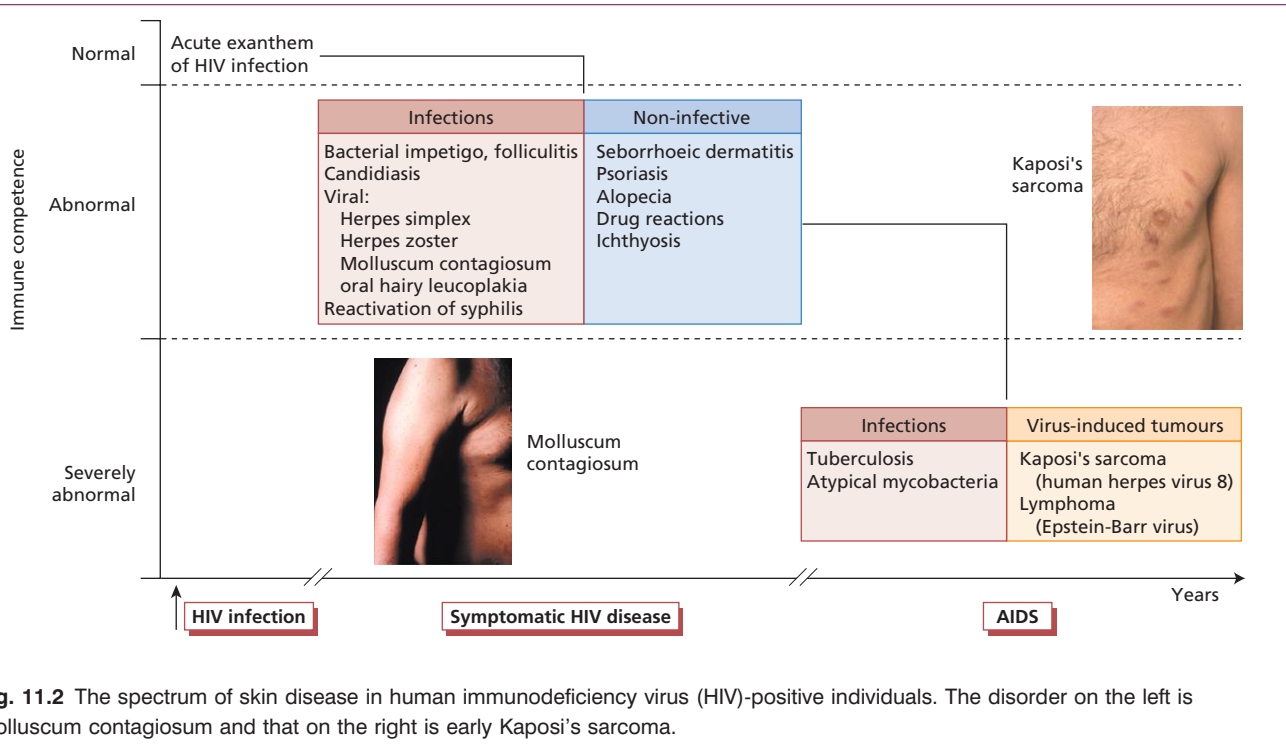 Normal
Acute exanthem
of HIV infection
Immune competence
Abnormal
Infections
Bacterial impetigo, folliculitis
Candidiasis
Viral:
Herpes simplex
Herpes zoster
Molluscum contagiosum
oral hairy leucoplakia
Reactivation of syphilis
Non-infective
Seborrhoeic dermatitis
Psoriasis
Alopecia
Drug reactions
Ichthyosis
Kaposi's
sarcoma
Severely
abnormal
Molluscum
contagiosum
Infections
Tuberculosis
Atypical mycobacteria
Virus-induced tumours
Kaposi's sarcoma
(human herpes virus 8)
Lymphoma
(Epstein-Barr virus)
Years
HIV infection
Symptomatic HIV disease
AIDS
g. 11.2 The spectrum of skin disease in human immunodeficiency virus (HIV)-positive individuals. The disorder on the left is
olluscum contagiosum and that on the right is early Kaposi's sarcoma.